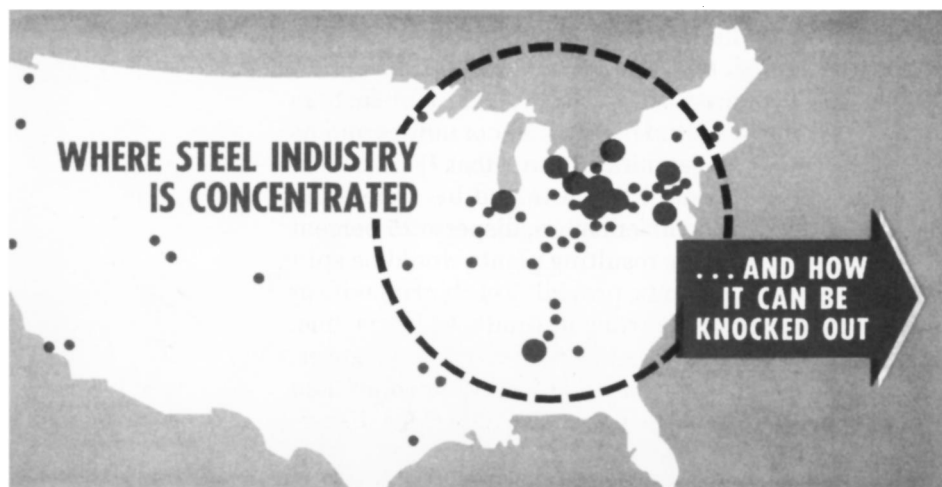 WHERE STEEL INDUSTRY
IS CONCENTRATED
...AND HOW
IT CAN BE
KNOCKED OUT